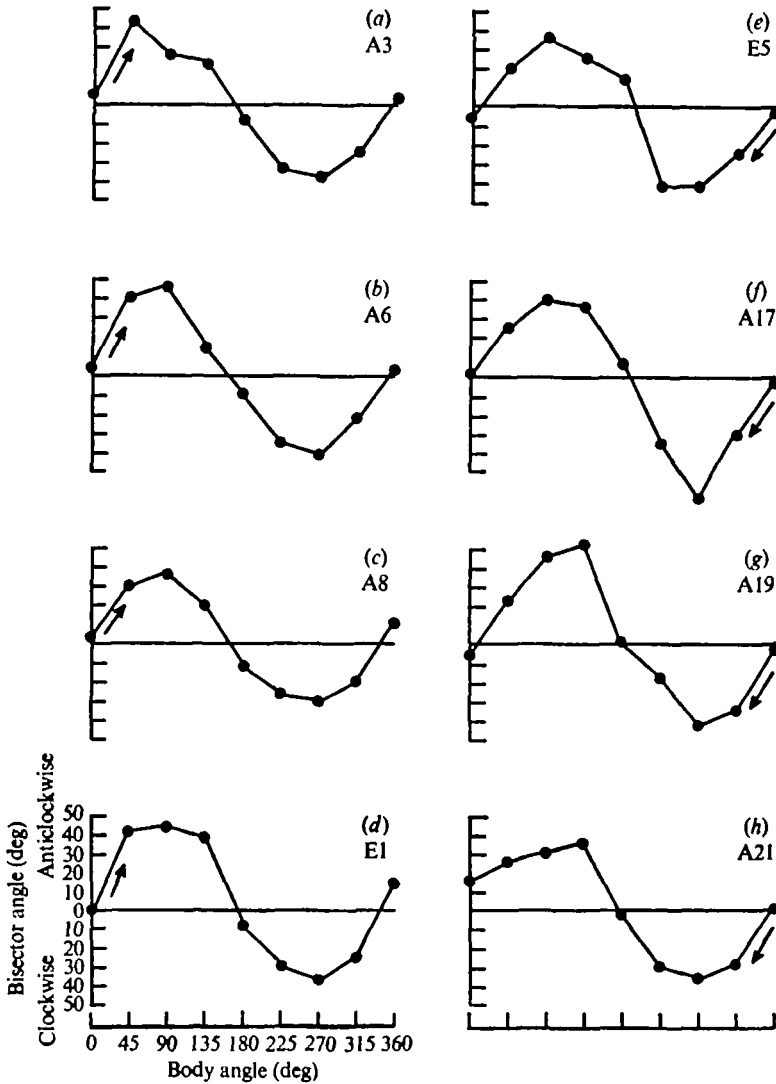 (a)
A3
(e)
E5
(b)
A6
(f)
A17
(c)
A8
(g)
A19
(d)
E1
(h)
A21
Bisector angle (deg)
Clockwise Anticlockwise
50
40
30
20
10
0
10
20
30
40
50
0 45 90 135 180 225 270 315 360
Body angle (deg)